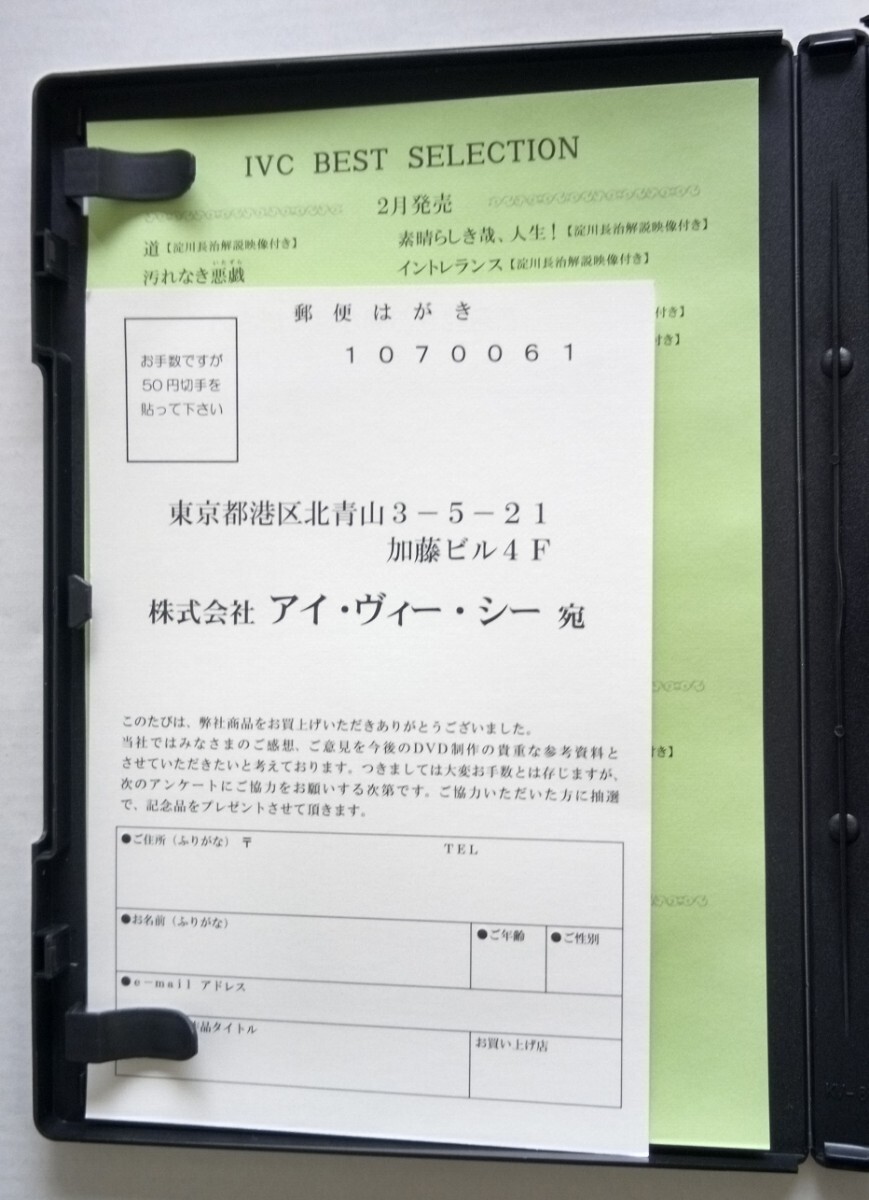 IVC BEST SELECTION
2月発売
道【淀川長治解説映像付き】
素晴らしき哉、人生!【淀川長治解説映像付き】
汚れなき悪戯
いたずら
イントレランス【淀川長治解説映像付き】
付き】
付き】
付き】
郵便はがき
1070061
お手数ですが
50円切手を
貼って下さい
東京都港区北青山3-5-21
加藤ビル4F
株式会社 アイ・ヴィー・シー 宛
このたびは、弊社商品をお買上げいただきありがとうございました。
当社ではみなさまのご感想、ご意見を今後のDVD制作の貴重な参考資料と
させていただきたいと考えております。つきましては大変お手数とは存じますが、
次のアンケートにご協力をお願いする次第です。ご協力いただいた方に抽選
で、記念品をプレゼントさせて頂きます。
●ご住所(ふりがな) 〒
TEL
●お名前(ふりがな)
●ご年齢
●ご性別
●e-mail アドレス
品タイトル
お買い上げ店